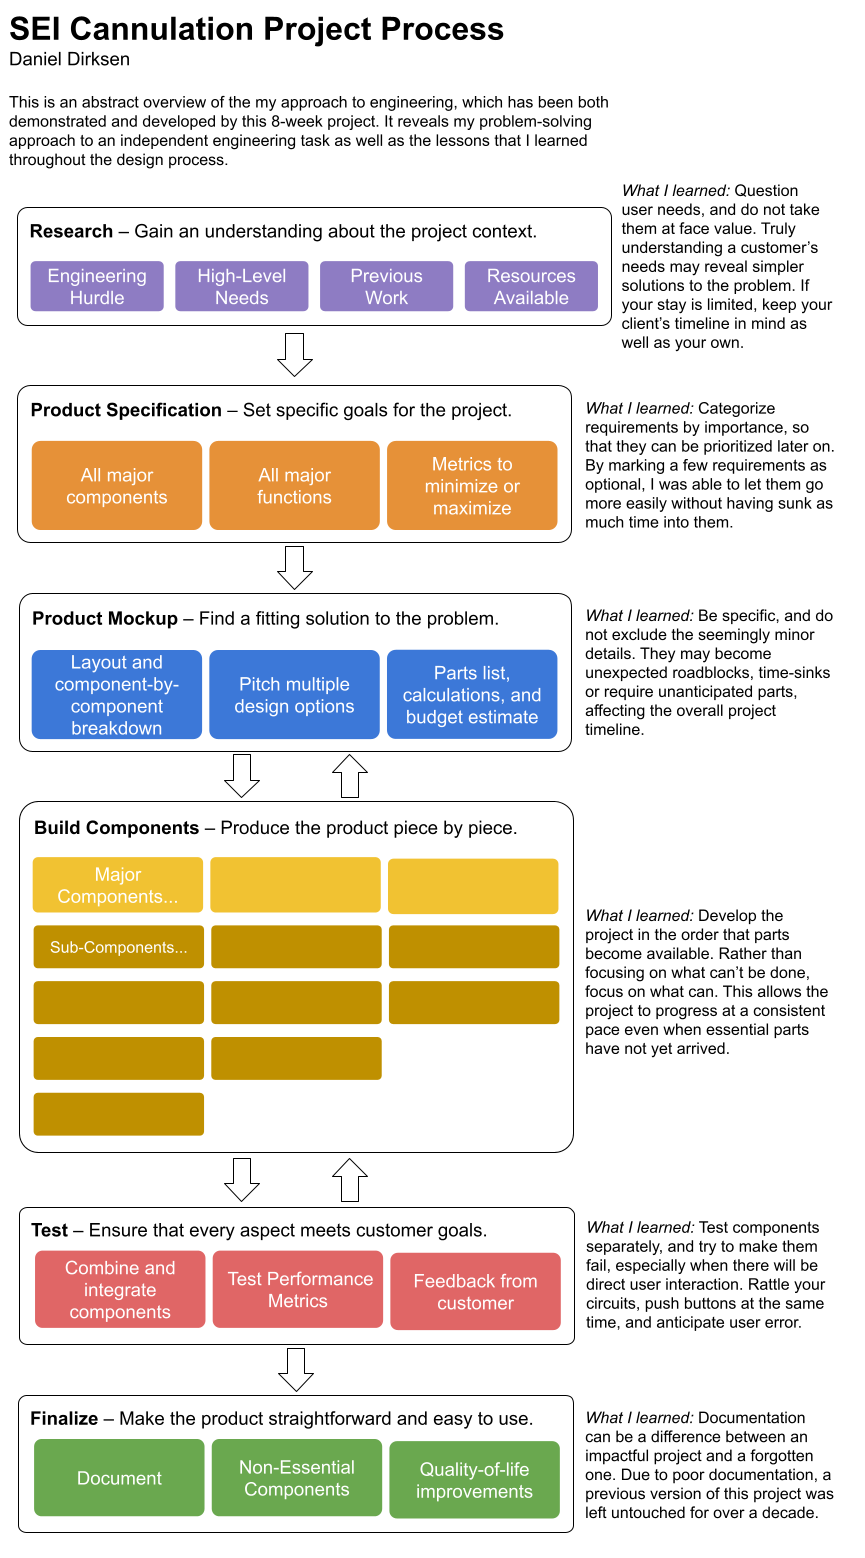 SEI Cannulation Project Process
Daniel Dirksen
This is an abstract overview of the my approach to engineering, which has been both
demonstrated and developed by this 8-week project. It reveals my problem-solving
approach to an independent engineering task as well as the lessons that I learned
throughout the design process.
Research – Gain an understanding about the project context.
Engineering
Hurdle
High-Level
Needs
Previous
Work
Resources
Available
What I learned: Question
user needs, and do not take
them at face value. Truly
understanding a customer's
needs may reveal simpler
solutions to the problem. If
your stay is limited, keep your
client's timeline in mind as
well as your own.
Product Specification – Set specific goals for the project.
All major
components
All major
functions
Metrics to
minimize or
maximize
What I learned: Categorize
requirements by importance, so
that they can be prioritized later on.
By marking a few requirements as
optional, I was able to let them go
more easily without having sunk as
much time into them.
Product Mockup – Find a fitting solution to the problem.
Layout and
component-by-
component
breakdown
Pitch multiple
design options
Parts list,
calculations, and
budget estimate
What I learned: Be specific, and do
not exclude the seemingly minor
details. They may become
unexpected roadblocks, time-sinks
or require unanticipated parts,
affecting the overall project
timeline.
Build Components – Produce the product piece by piece.
Major
Components...
Sub-Components...
What I learned: Develop the
project in the order that parts
become available. Rather than
focusing on what can't be done,
focus on what can. This allows the
project to progress at a consistent
pace even when essential parts
have not yet arrived.
Test – Ensure that every aspect meets customer goals.
Combine and
integrate
components
Test Performance
Metrics
Feedback from
customer
What I learned: Test components
separately, and try to make them
fail, especially when there will be
direct user interaction. Rattle your
circuits, push buttons at the same
time, and anticipate user error.
Finalize – Make the product straightforward and easy to use.
Document
Non-Essential
Components
Quality-of-life
improvements
What I learned: Documentation
can be a difference between an
impactful project and a forgotten
one. Due to poor documentation, a
previous version of this project was
left untouched for over a decade.